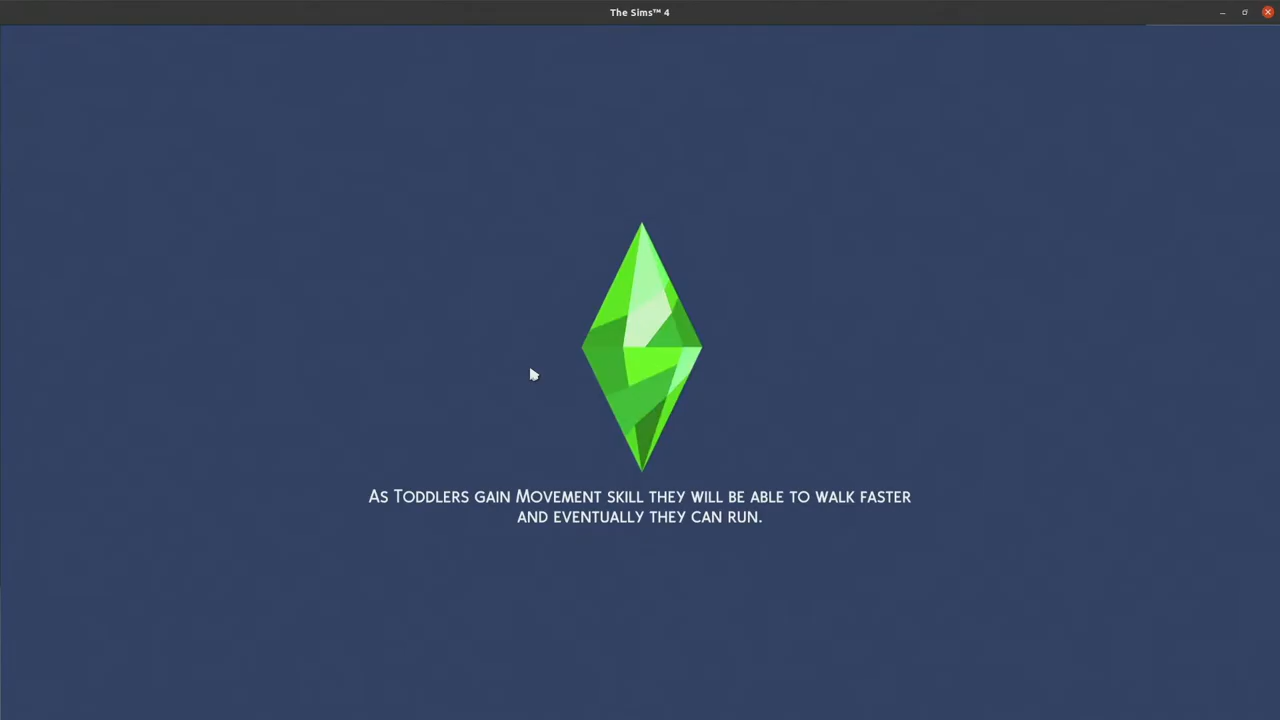 The Sims™ 4
As Toddlers gain Movement skill they will be able to walk faster
and eventually they can run.